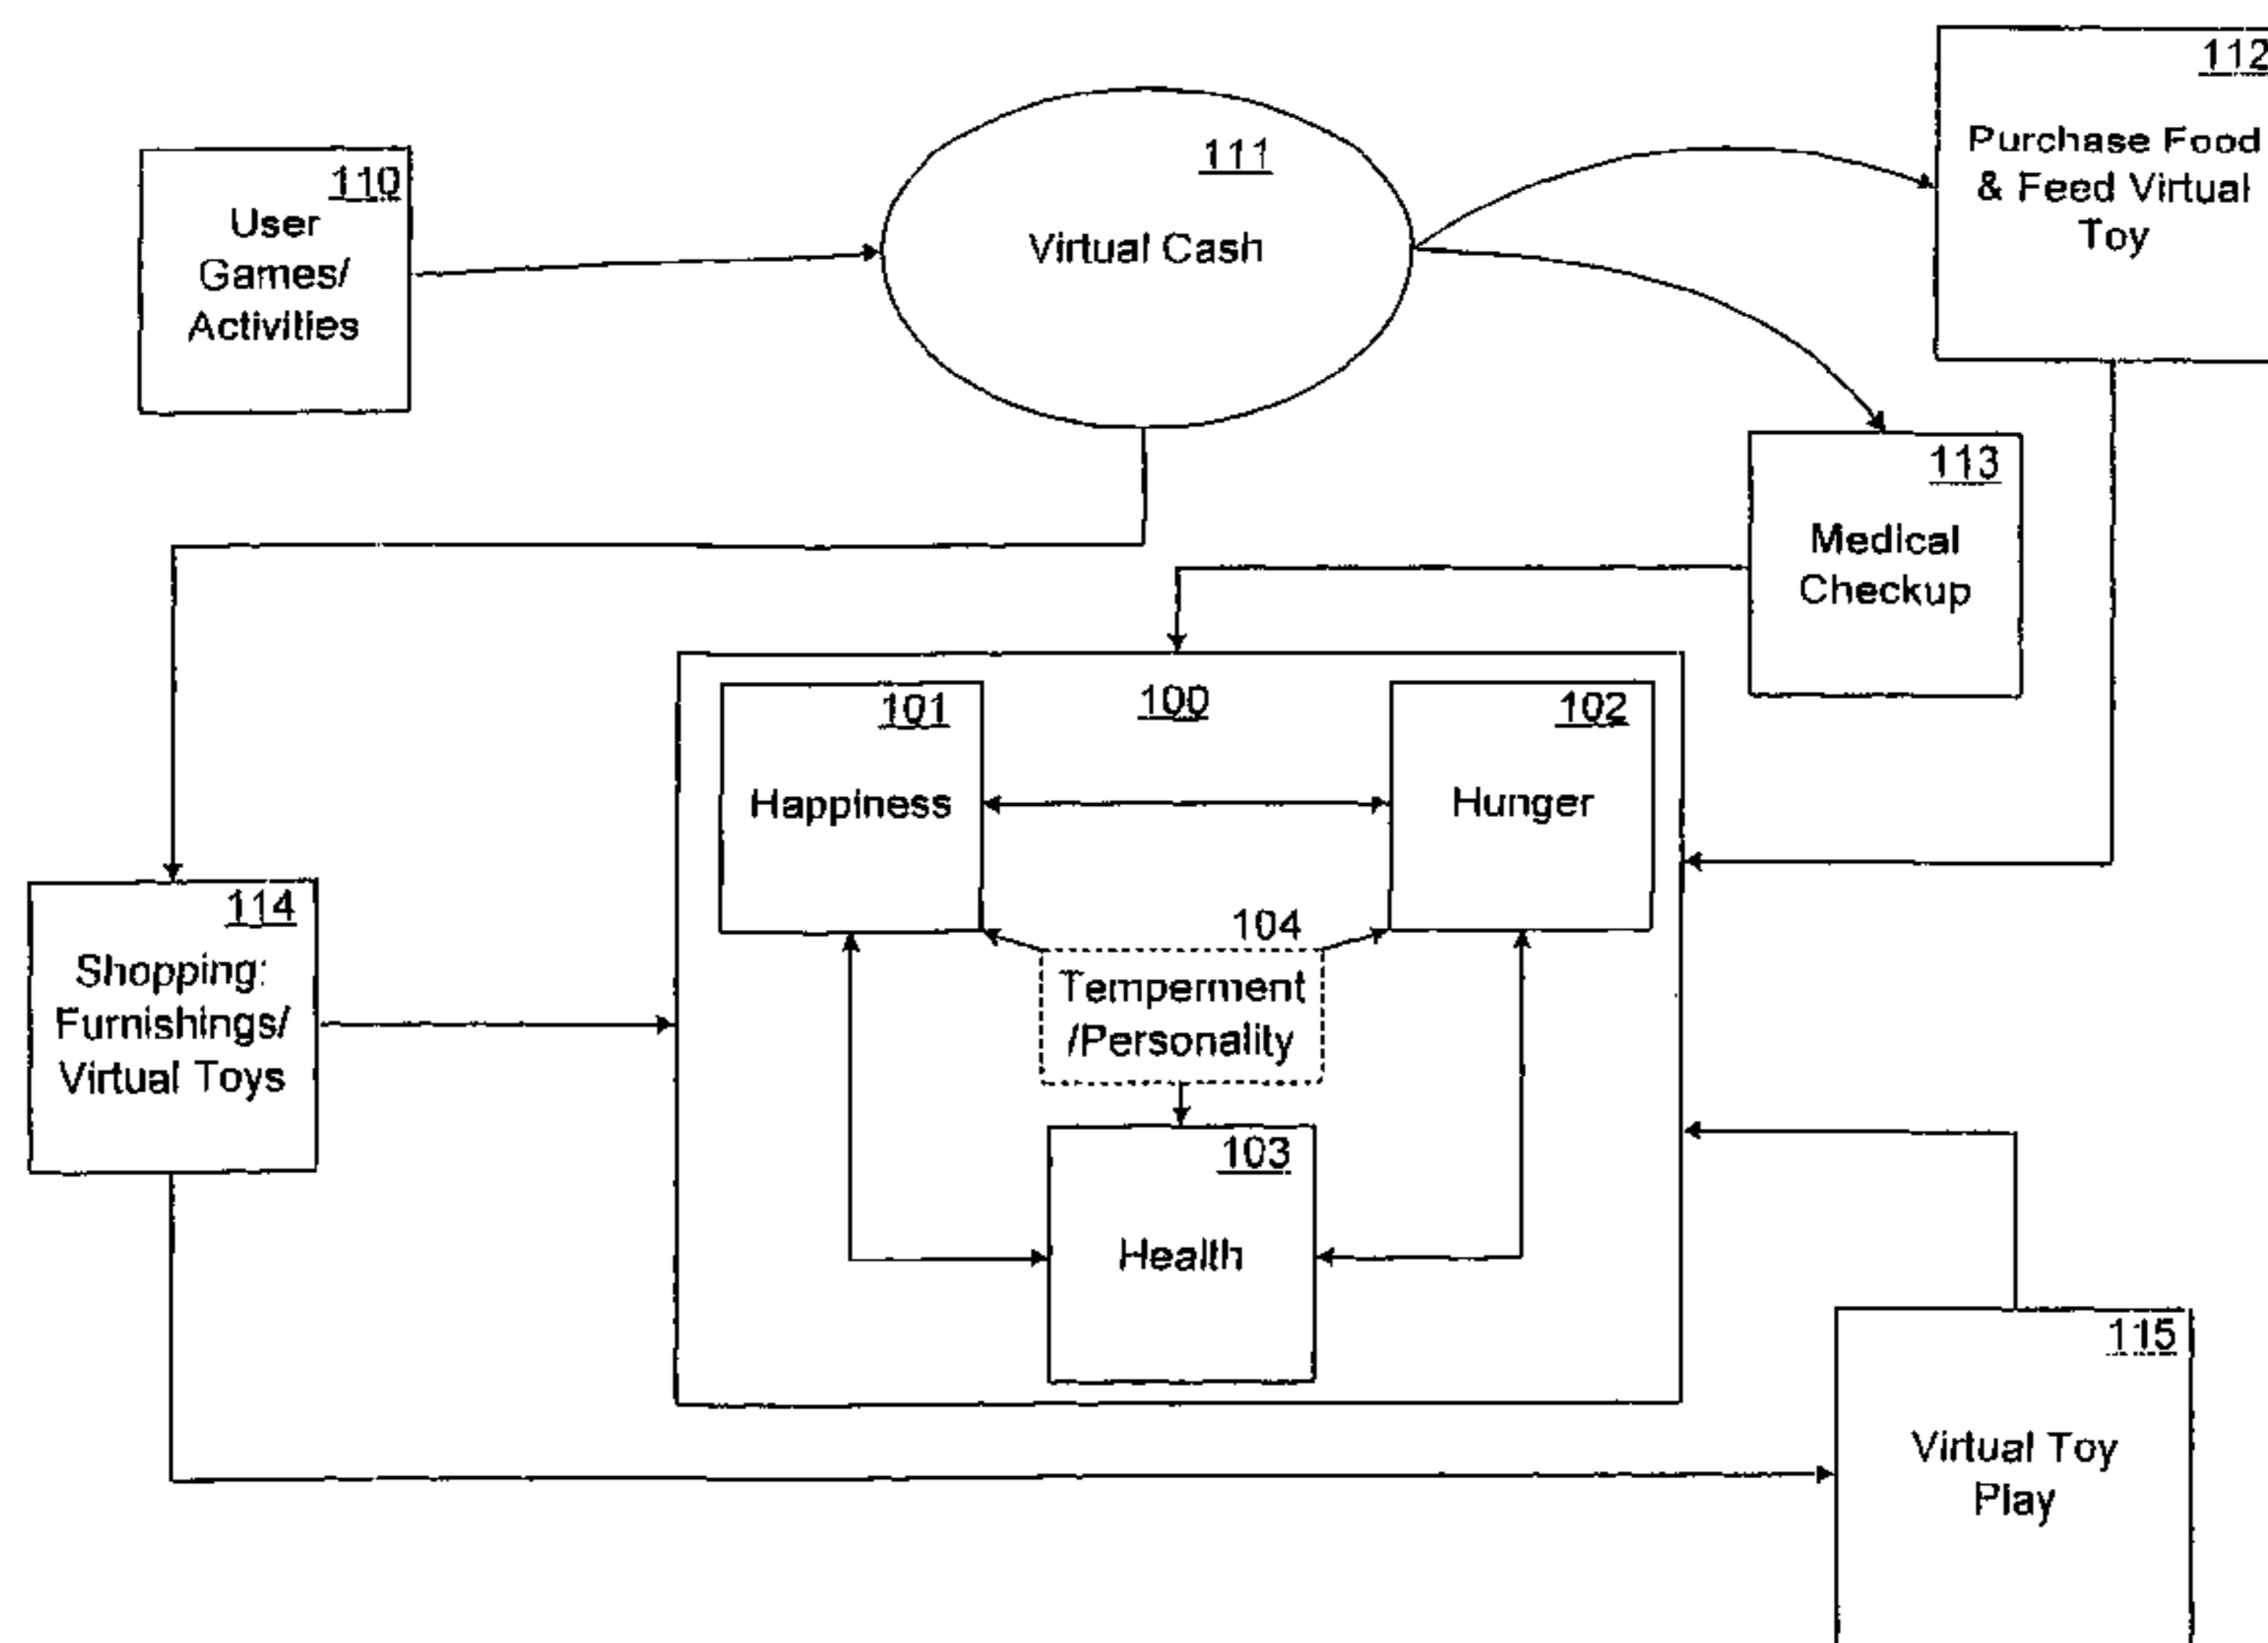 112
Purchase Food
& Feed Virtual
Toy
110
User
Games/
Activities
111
Virtual Cash
113
Medical
Checkup
100
101
Happiness
102
Hunger
104
Temperment
/Personality
103
Health
114
Shopping:
Furnishings/
Virtual Toys
115
Virtual Toy
Play